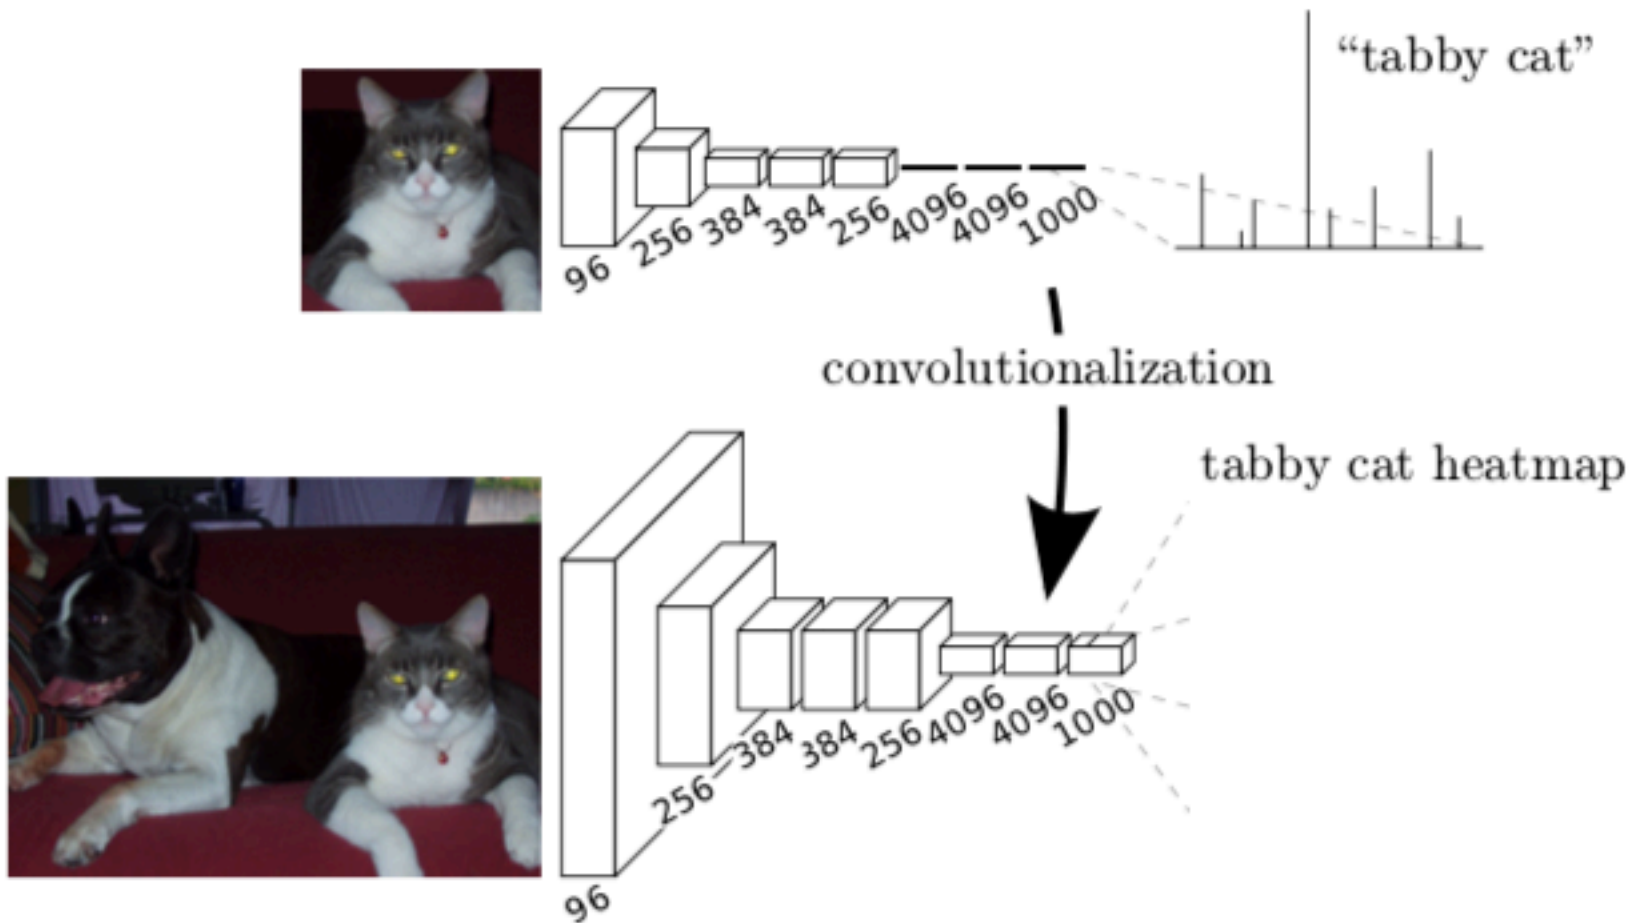 “tabby cat”
96 256 384 384 256 4096 4096 1000
convolutionalization
tabby cat heatmap
96 256 384 384 256 4096 4096 1000